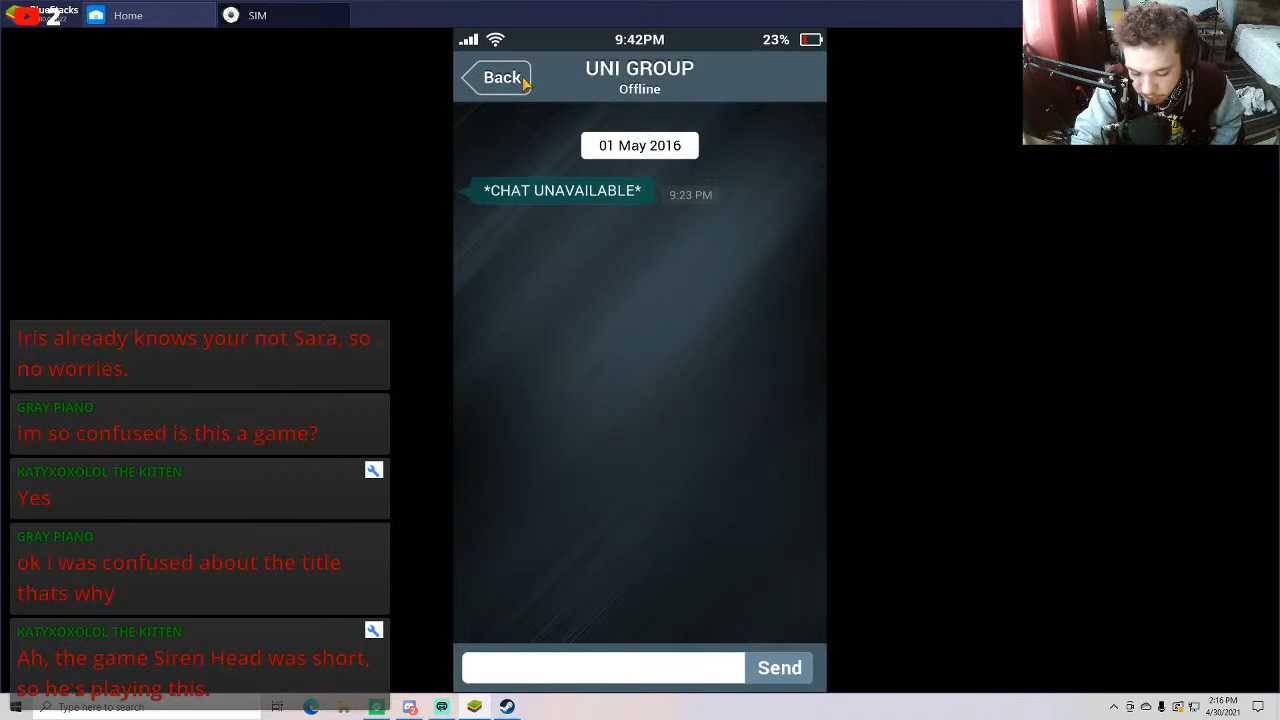 BlueStacks
2
Home
SIM
9:42PM
23%
Back
UNI GROUP
Offline
01 May 2016
*CHAT UNAVAILABLE*
9:23 PM
Iris already knows your not Sara, so
no worries.
GRAY PIANO
im so confused is this a game?
KATYXOXOLOL THE KITTEN
Yes
GRAY PIANO
ok i was confused about the title
thats why
KATYXOXOLOL THE KITTEN
Ah, the game Siren Head was short,
so he's playing this.
Send
Type here to search
2:16 PM
4/30/2021